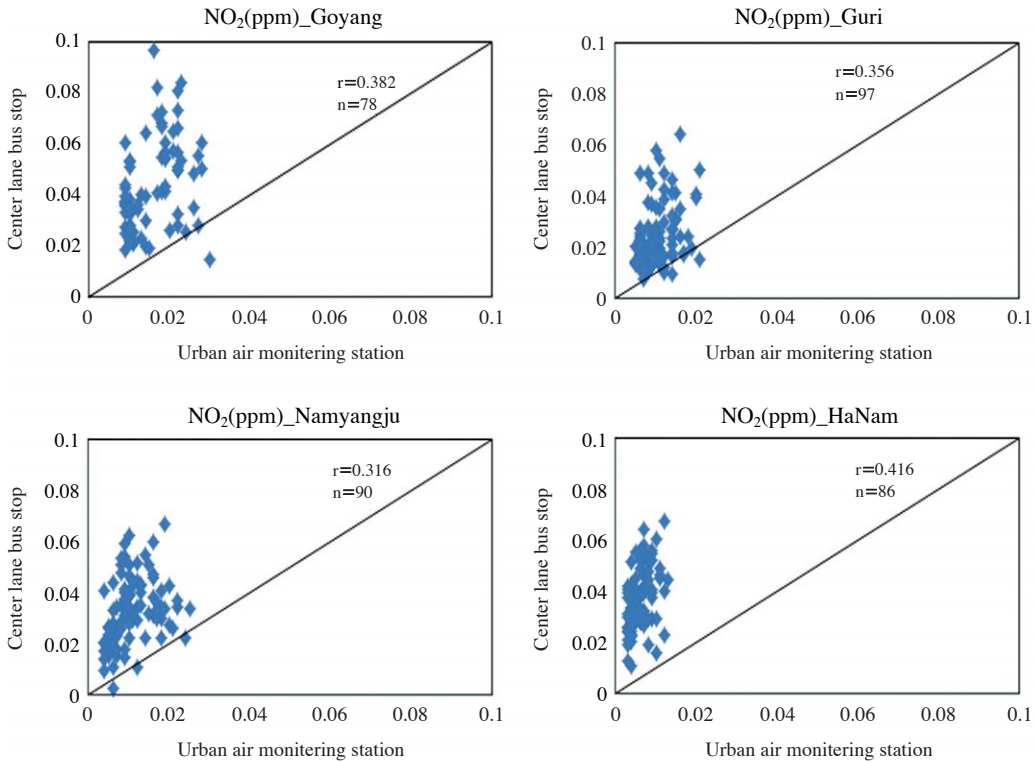 NO₂(ppm)_Goyang
Center lane bus stop
0.1
0.08
0.06
0.04
0.02
0
r=0.382
n=78
0 0.02 0.04 0.06 0.08 0.1
Urban air monitering station
NO₂(ppm)_Guri
Center lane bus stop
0.1
0.08
0.06
0.04
0.02
0
r=0.356
n=97
0 0.02 0.04 0.06 0.08 0.1
Urban air monitering station
NO₂(ppm)_Namyangju
Center lane bus stop
0.1
0.08
0.06
0.04
0.02
0
r=0.316
n=90
0 0.02 0.04 0.06 0.08 0.1
Urban air monitering station
NO₂(ppm)_HaNam
Center lane bus stop
0.1
0.08
0.06
0.04
0.02
0
r=0.416
n=86
0 0.02 0.04 0.06 0.08 0.1
Urban air monitering station